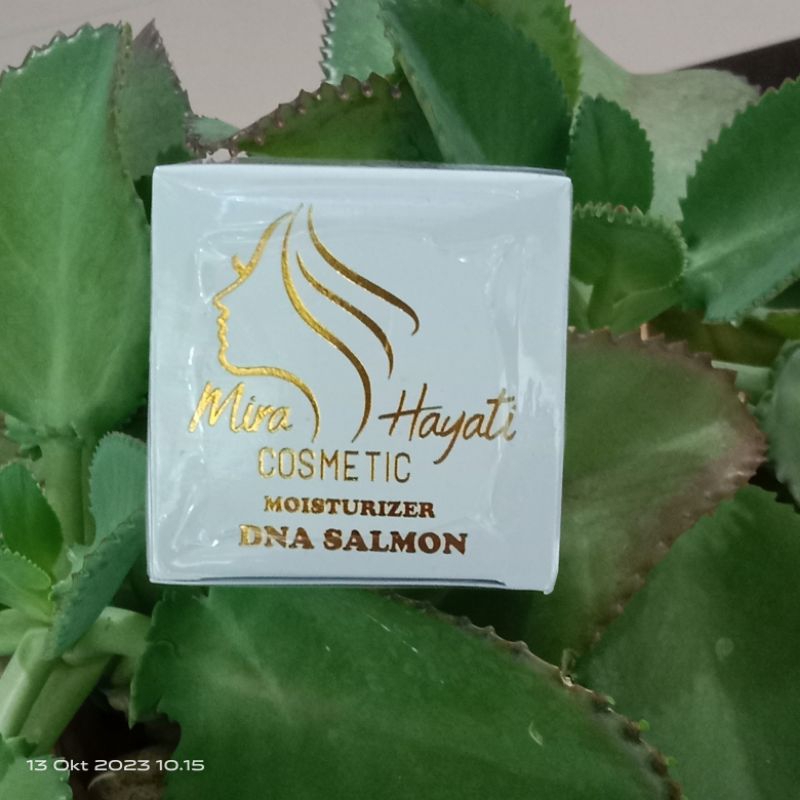 Mira Hayati
COSMETIC
MOISTURIZER
DNA SALMON
13 Okt 2023 10.15